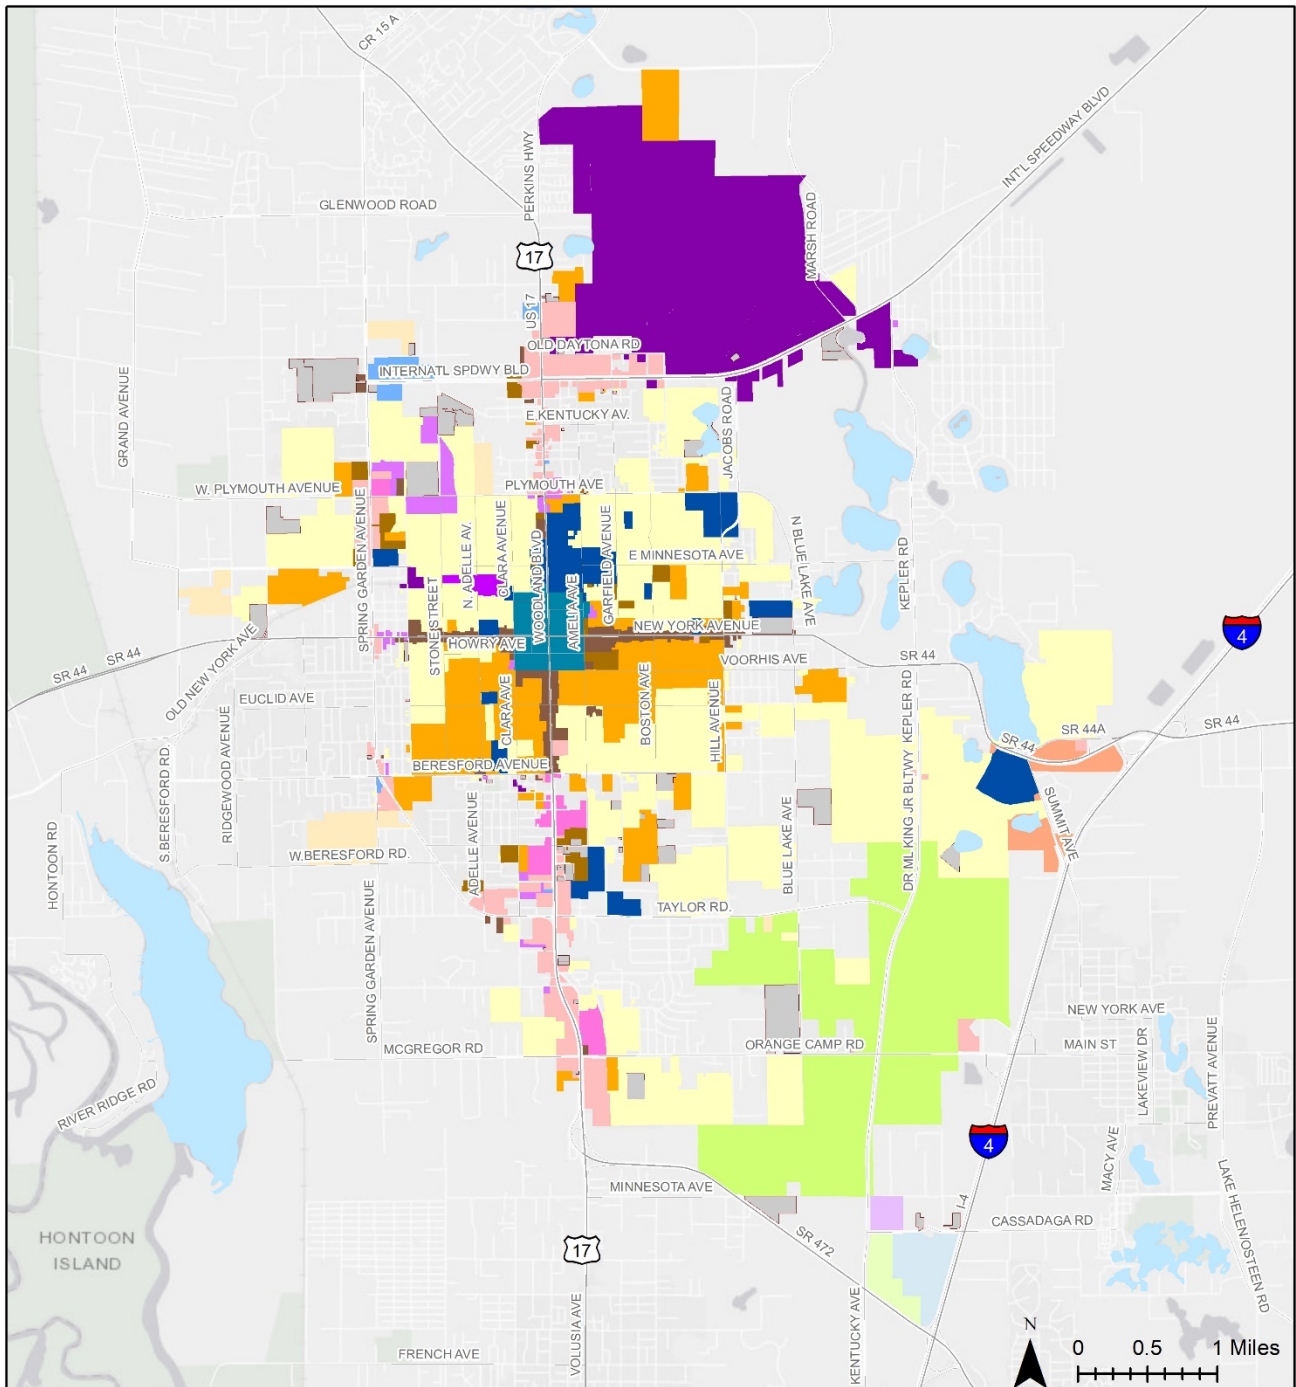 CR 15 A
PERKINS HWY
INT'L SPEEDWAY BLVD
GLENWOOD ROAD
MARSH ROAD
17
US 17
OLD DAYTONA RD
INTERNATL SPDWY BLD
GRAND AVENUE
E.KENTUCKY AV.
JACOBS ROAD
W. PLYMOUTH AVENUE
PLYMOUTH AVE
SPRING GARDEN AVENUE
N. ADELLE AV.
CLARA AVENUE
WOODLAND BLVD
AMELIA AVE
GARFIELD AVENUE
E MINNESOTA AVE
N BLUE LAKE AVE
KEPLER RD
STONE STREET
NEW YORK AVENUE
HOWRY AVE
4
SR 44
SR 44
OLD NEW YORK AVE
VOORHIS AVE
SR 44
EUCLID AVE
CLARA AVE
BOSTON AVE
HILL AVENUE
SR 44A
SR 44
SR 44
BERESFORD AVENUE
S.BERESFORD RD.
RIDGEWOOD AVENUE
HONTOON RD
W.BERESFORD RD.
ADELLE AVENUE
BLUE LAKE AVE
DR ML KING JR BLTWY KEPLER RD
SUMMIT AVE
TAYLOR RD.
SPRING GARDEN AVENUE
NEW YORK AVE
MCGREGOR RD
ORANGE CAMP RD
MAIN ST
LAKEVIEW DR
PREVATT AVENUE
RIVER RIDGE RD
4
MACY AVE
MINNESOTA AVE
I-4
CASSADAGA RD
LAKE HELEN/OSTEEN RD
HONTOON
ISLAND
17
SR 472
VOLUSIA AVE
KENTUCKY AVE
FRENCH AVE
N
0 0.5 1 Miles